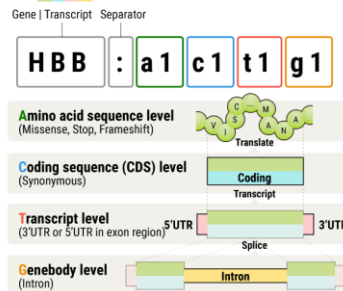 Gene | Transcript Separator
HBB : a1 c1 t1 g1
Amino acid sequence level
(Missense, Stop, Frameshift)
V I S C ... M A N A
Translate
Coding sequence (CDS) level
(Synonymous)
Coding
Transcript
Transcript level
(3'UTR or 5'UTR in exon region)
5'UTR 3'UTR
Splice
Genebody level
(Intron)
Intron